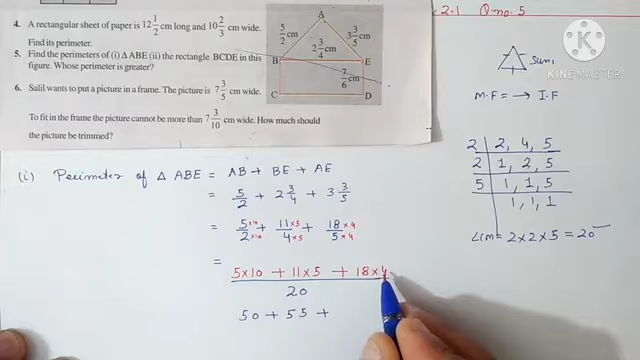 4. A rectangular sheet of paper is 12 1/2 cm long and 10 2/3 cm wide.
Find its perimeter.
5. Find the perimeters of (i) Δ ABE (ii) the rectangle BCDE in this
figure. Whose perimeter is greater?
6. Salil wants to put a picture in a frame. The picture is 7 3/5 cm wide.
To fit in the frame the picture cannot be more than 7 3/10 cm wide. How much should
the picture be trimmed?
A
5/2 cm
3 3/5 cm
2 3/4 cm
B
E
7/6 cm
C
D
2.1 Q no. 5
KINEMASTER
M.F = → I.F
2 | 2, 4, 5
2 | 1, 2, 5
5 | 1, 1, 5
1, 1, 1
LCM = 2×2×5 = 20
(i) Perimeter of Δ ABE = AB + BE + AE
= 5/2 + 2 3/4 + 3 3/5
= 5×10/2×10 + 11×5/4×5 + 18×4/5×4
= 5×10 + 11×5 + 18×4
20
50 + 55 +